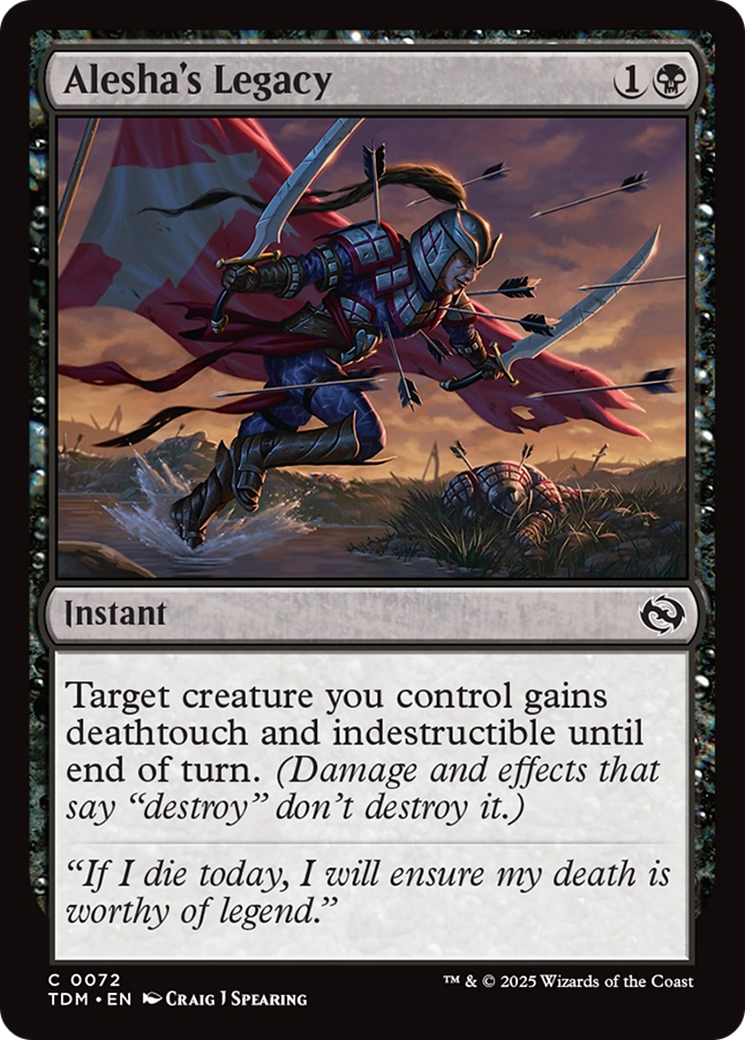 Alesha's Legacy 1
Instant
Target creature you control gains
deathtouch and indestructible until
end of turn. (Damage and effects that
say “destroy” don't destroy it.)
“If I die today, I will ensure my death is
worthy of legend.”
C 0072
TDM • EN Craig J Spearing
™ & © 2025 Wizards of the Coast